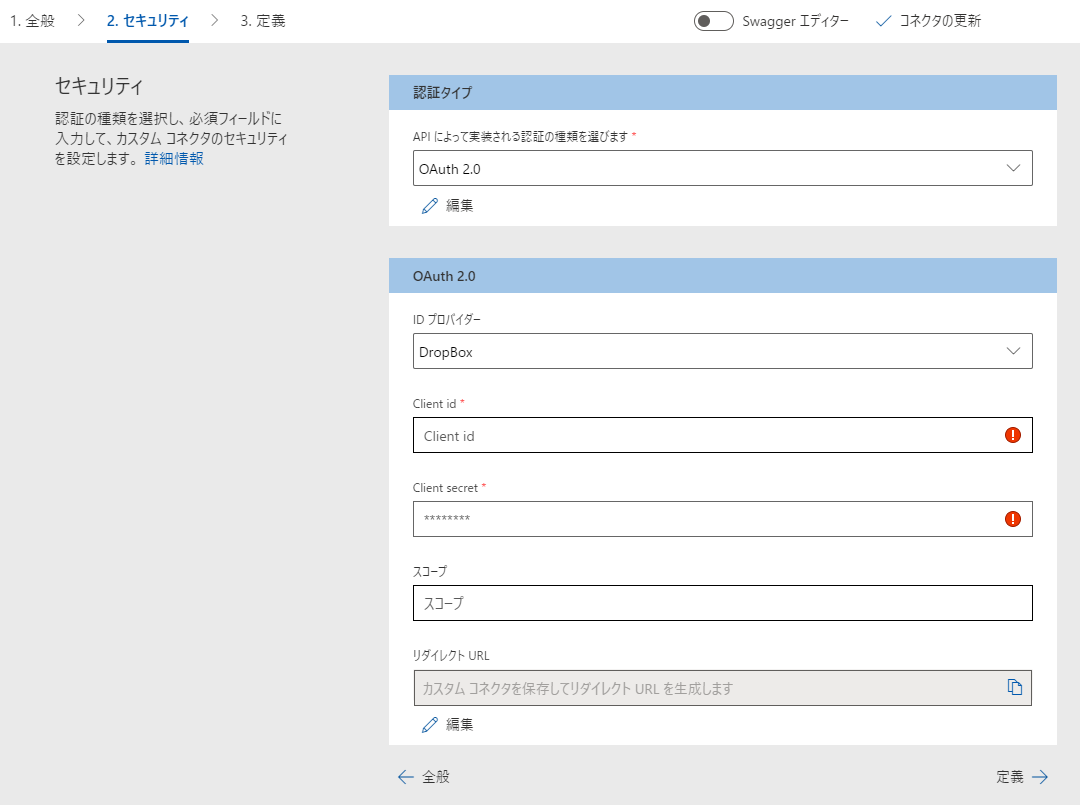 1. 全般
2. セキュリティ
3. 定義
Swagger エディター
コネクタの更新
セキュリティ
認証の種類を選択し、必須フィールドに
入力して、カスタム コネクタのセキュリティ
を設定します。詳細情報
認証タイプ
API によって実装される認証の種類を選びます *
OAuth 2.0
編集
OAuth 2.0
ID プロバイダー
DropBox
Client id *
Client id
Client secret *
********
スコープ
スコープ
リダイレクト URL
カスタム コネクタを保存してリダイレクト URL を生成します
編集
全般
定義